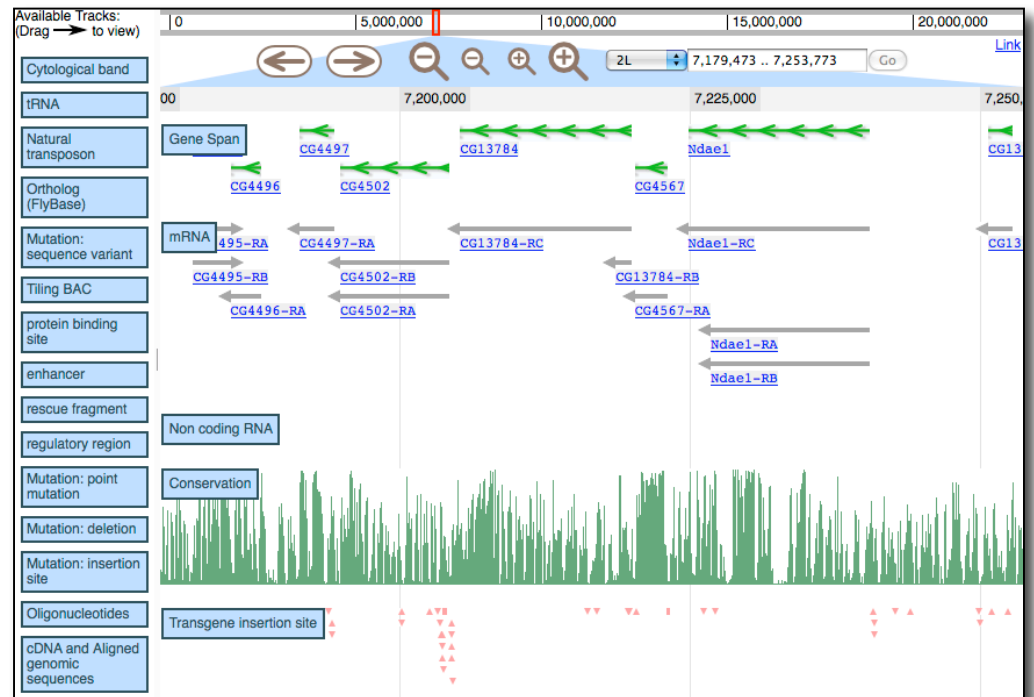 Available Tracks:
(Drag to view)
0 5,000,000 10,000,000 15,000,000 20,000,000
Link
2L 7,179,473 .. 7,253,773 Go
00 7,200,000 7,225,000 7,250,
Cytological band
tRNA
Natural
transposon
Ortholog
(FlyBase)
Mutation:
sequence variant
Tiling BAC
protein binding
site
enhancer
rescue fragment
regulatory region
Mutation: point
mutation
Mutation: deletion
Mutation: insertion
site
Oligonucleotides
cDNA and Aligned
genomic
sequences
Gene Span
CG4497 CG13784 Ndae1 CG13
CG4496 CG4502 CG4567
mRNA
495-RA CG4497-RA CG13784-RC Ndae1-RC CG13
CG4495-RB CG4502-RB CG13784-RB
CG4496-RA CG4502-RA CG4567-RA
Ndae1-RA
Ndae1-RB
Non coding RNA
Conservation
Transgene insertion site